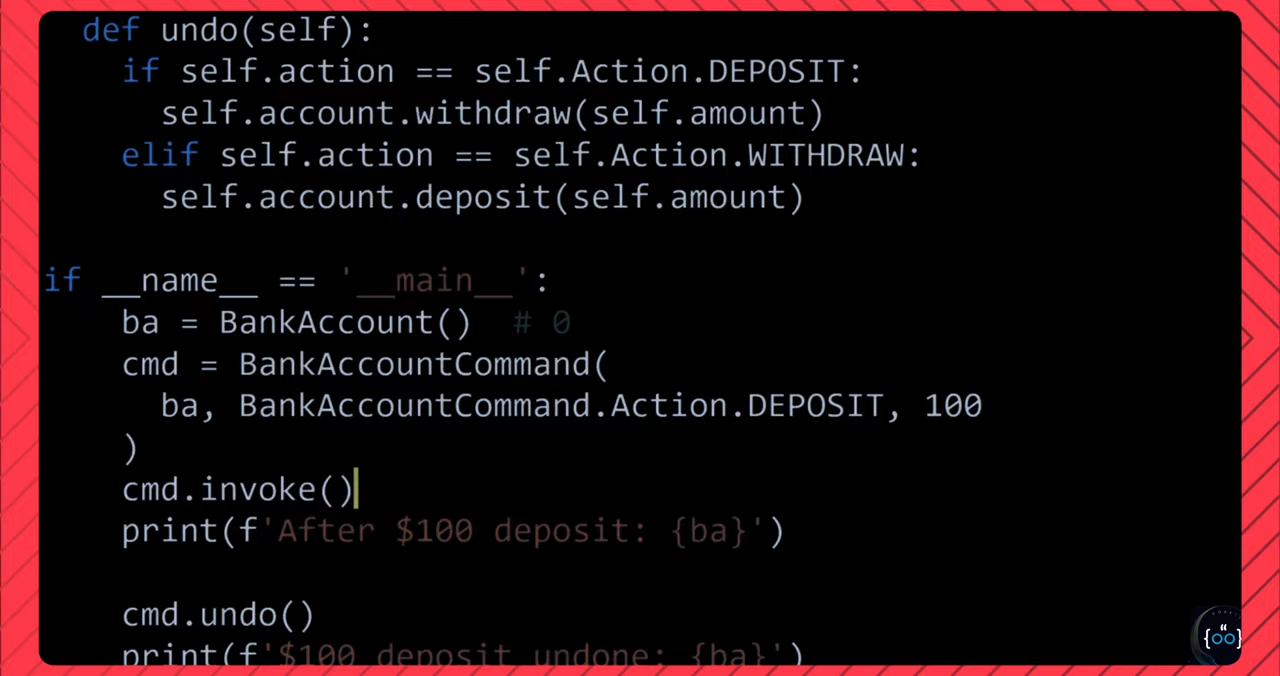 def undo(self):
if self.action == self.Action.DEPOSIT:
self.account.withdraw(self.amount)
elif self.action == self.Action.WITHDRAW:
self.account.deposit(self.amount)
if __name__ == '__main__':
ba = BankAccount()  # 0
cmd = BankAccountCommand(
ba, BankAccountCommand.Action.DEPOSIT, 100
)
cmd.invoke()
print(f'After $100 deposit: {ba}')
cmd.undo()
print(f'$100 deposit undone: {ba}')